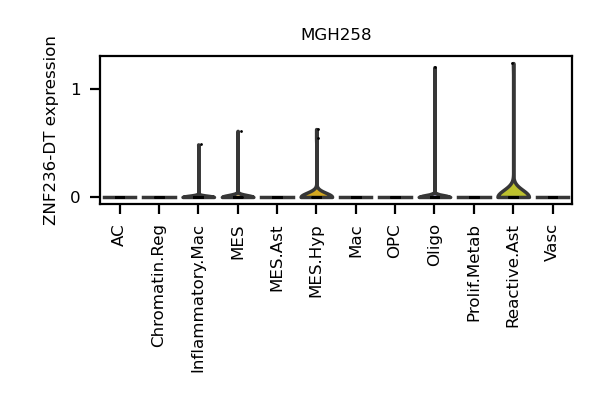 MGH258
ZNF236-DT expression
1
0
AC
Chromatin.Reg
Inflammatory.Mac
MES
MES.Ast
MES.Hyp
Mac
OPC
Oligo
Prolif.Metab
Reactive.Ast
Vasc